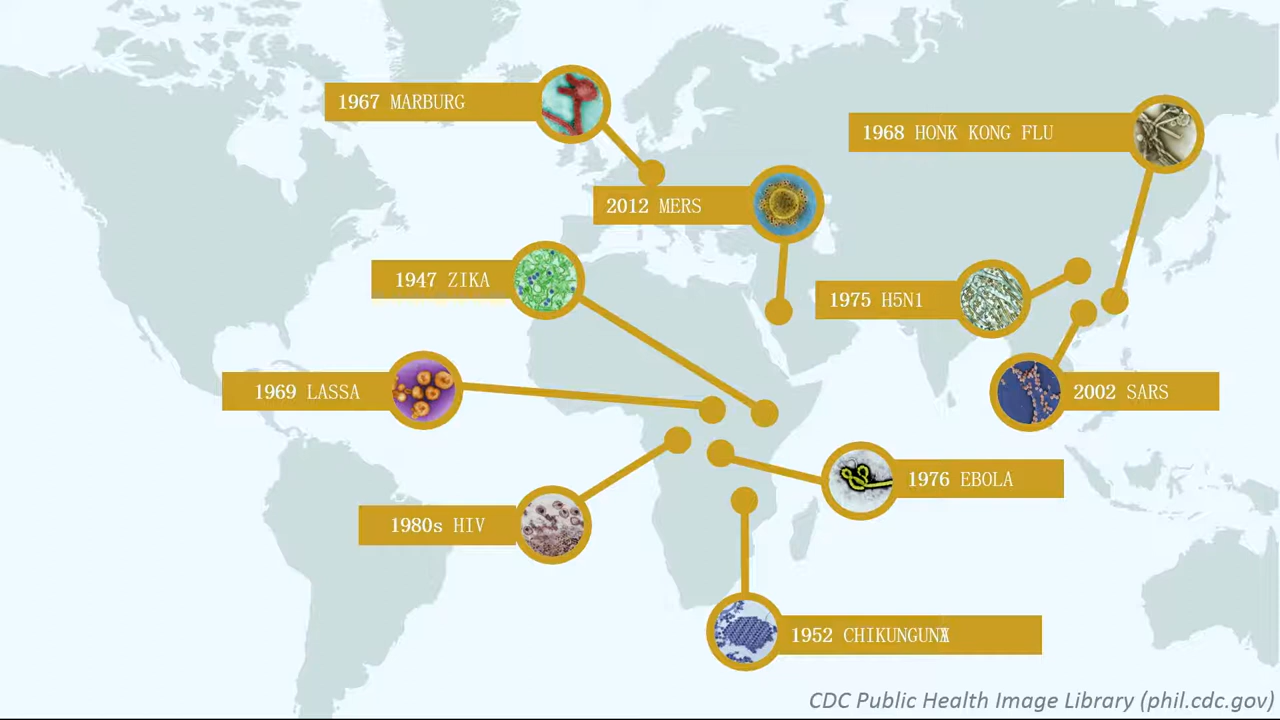 1967 MARBURG
1968 HONK KONG FLU
2012 MERS
1947 ZIKA
1975 H5N1
1969 LASSA
2002 SARS
1976 EBOLA
1980s HIV
1952 CHIKUNGUNX
CDC Public Health Image Library (phil.cdc.gov)